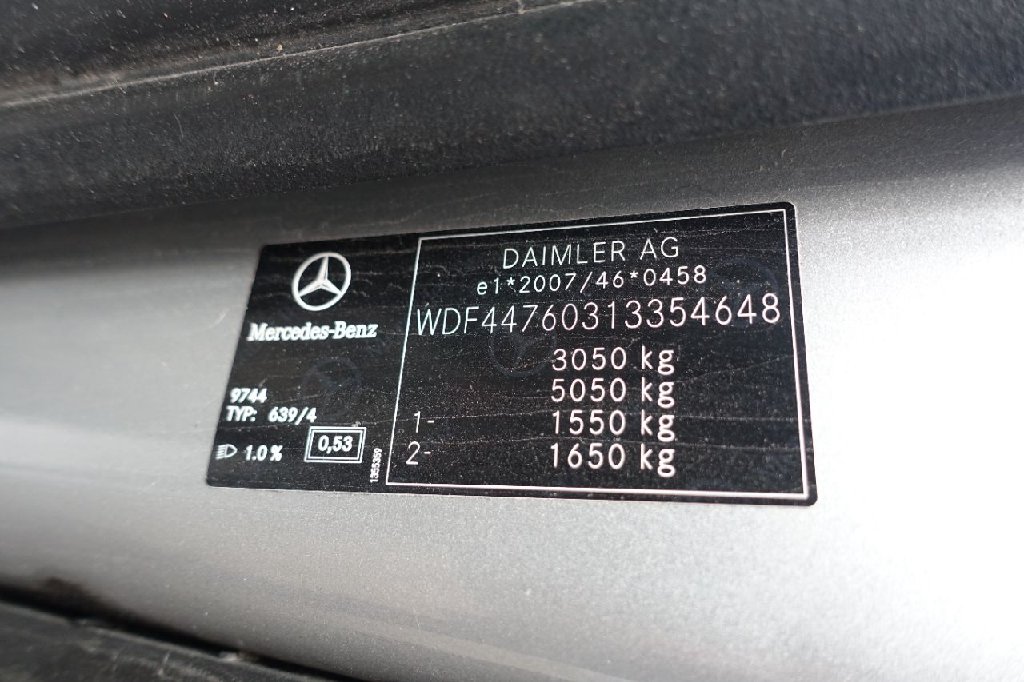 Mercedes-Benz
9744
TYP: 639/4
1.0 %
0,53
1355389
DAIMLER AG
e1*2007/46*0458
WDF44760313354648
3050 kg
5050 kg
1- 1550 kg
2- 1650 kg